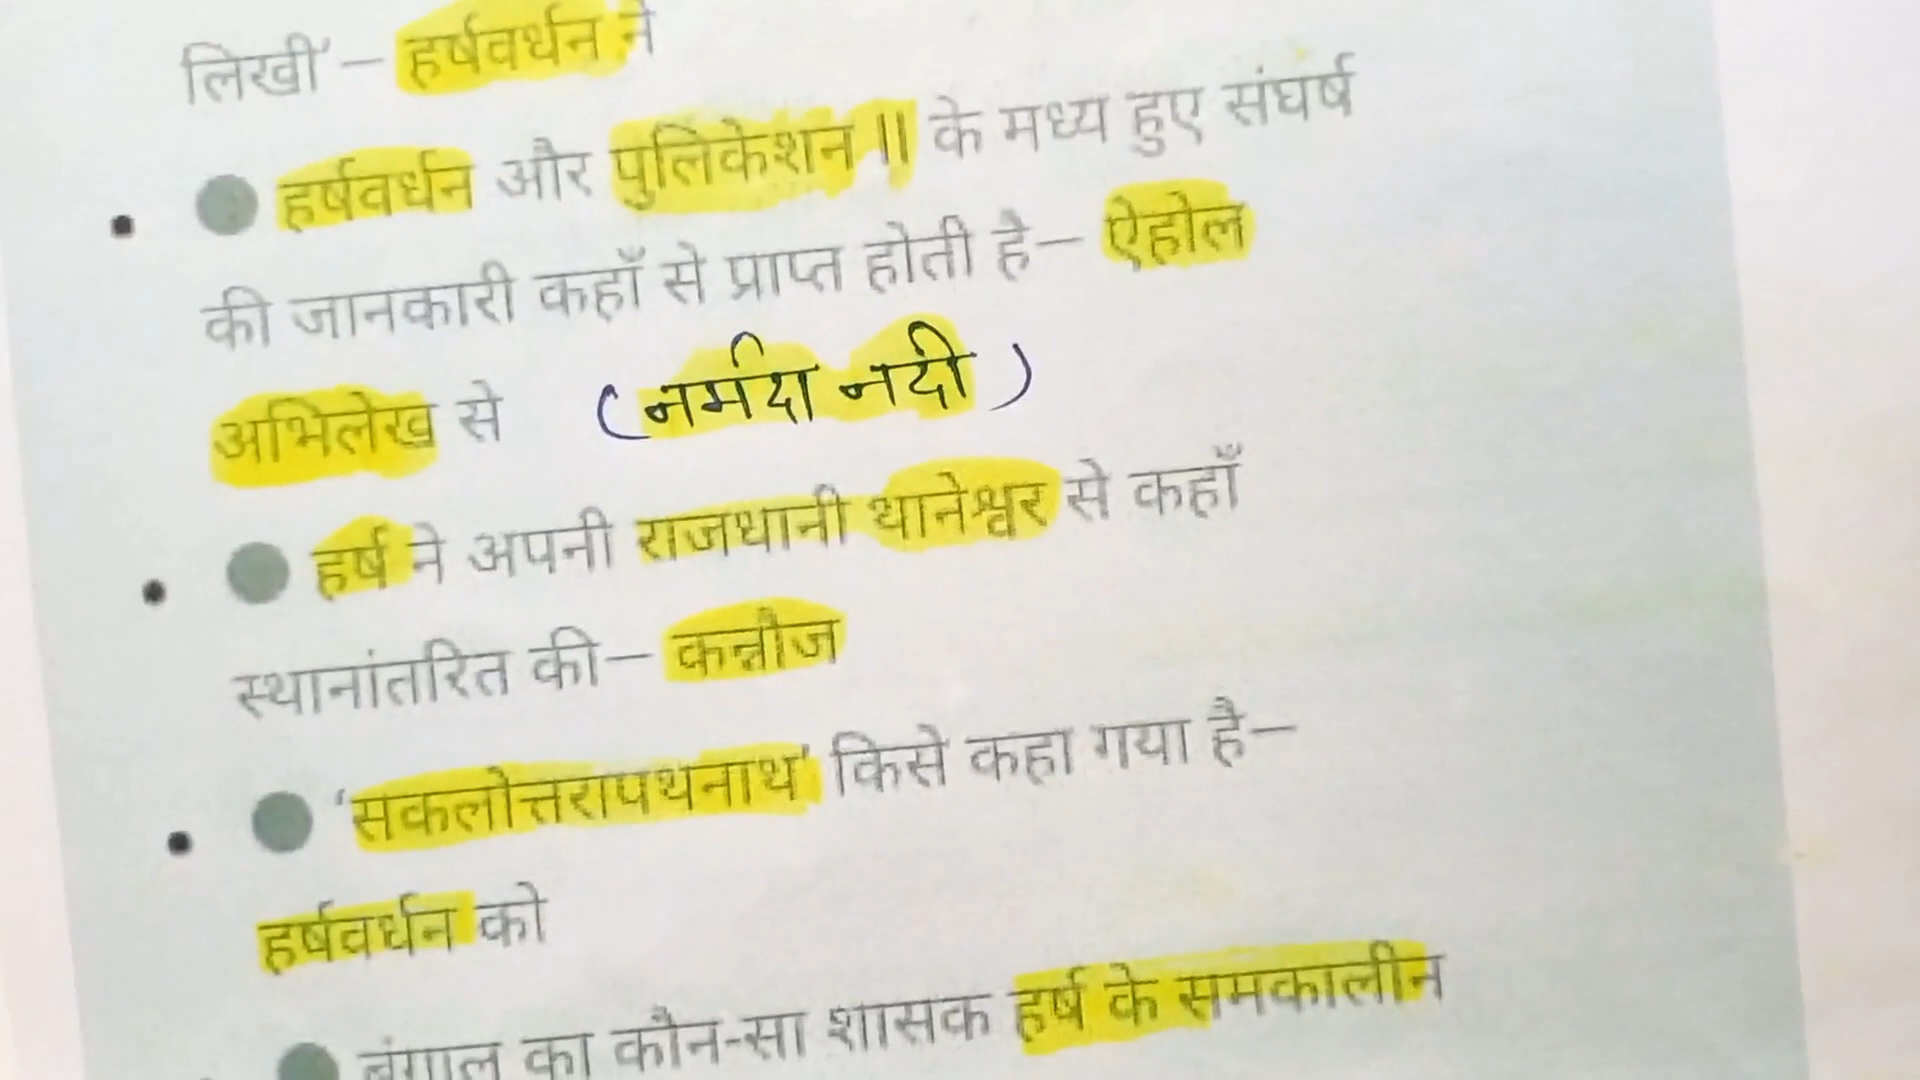 लिखी'– हर्षवर्धन ने
हर्षवर्धन और पुलिकेशन II के मध्य हुए संघर्ष
की जानकारी कहाँ से प्राप्त होती है– ऐहोल
अभिलेख से (नर्मदा नदी)
हर्ष ने अपनी राजधानी थानेश्वर से कहाँ
स्थानांतरित की– कन्नौज
'सकलोत्तरापथनाथ' किसे कहा गया है–
हर्षवर्धन को
बंगाल का कौन-सा शासक हर्ष के समकालीन